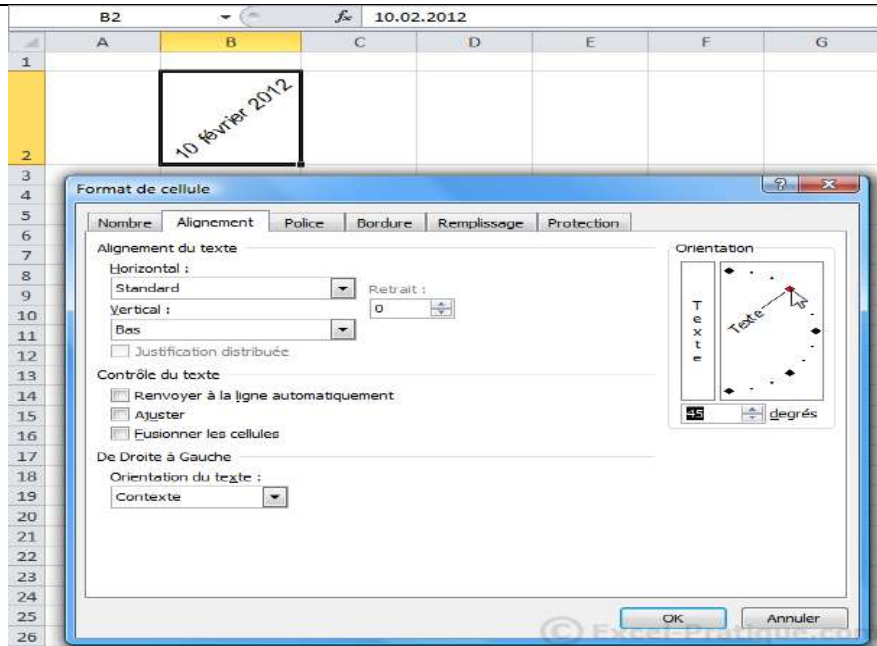 B2 fx 10.02.2012
A B C D E F G
1
10 février 2012
2
3
4
5
6
7
8
9
10
11
12
13
14
15
16
17
18
19
20
21
22
23
24
25
26
Format de cellule
Nombre Alignement Police Bordure Remplissage Protection
Alignement du texte
Horizontal :
Standard
Retrait :
Vertical :
0
Bas
Justification distribuée
Contrôle du texte
Renvoyer à la ligne automatiquement
Ajuster
Fusionner les cellules
De Droite à Gauche
Orientation du texte :
Contexte
Orientation
Texte
Texte
45 degrés
OK Annuler
© Excel-Pratique.com